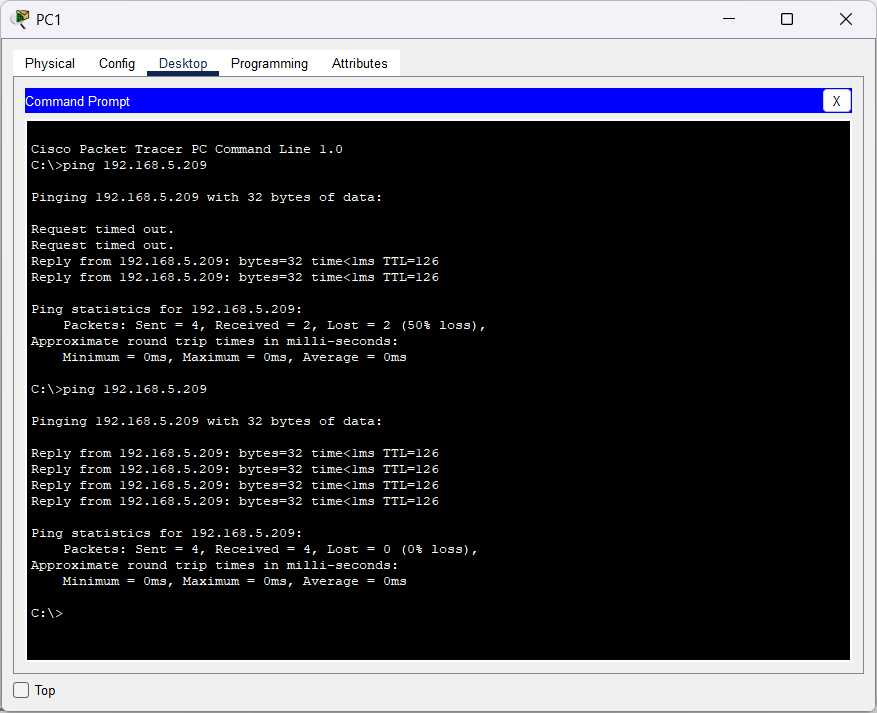 PC1
Physical Config Desktop Programming Attributes
Command Prompt
X
Cisco Packet Tracer PC Command Line 1.0
C:\>ping 192.168.5.209
Pinging 192.168.5.209 with 32 bytes of data:
Request timed out.
Request timed out.
Reply from 192.168.5.209: bytes=32 time<1ms TTL=126
Reply from 192.168.5.209: bytes=32 time<1ms TTL=126
Ping statistics for 192.168.5.209:
    Packets: Sent = 4, Received = 2, Lost = 2 (50% loss),
Approximate round trip times in milli-seconds:
    Minimum = 0ms, Maximum = 0ms, Average = 0ms
C:\>ping 192.168.5.209
Pinging 192.168.5.209 with 32 bytes of data:
Reply from 192.168.5.209: bytes=32 time<1ms TTL=126
Reply from 192.168.5.209: bytes=32 time<1ms TTL=126
Reply from 192.168.5.209: bytes=32 time<1ms TTL=126
Reply from 192.168.5.209: bytes=32 time<1ms TTL=126
Ping statistics for 192.168.5.209:
    Packets: Sent = 4, Received = 4, Lost = 0 (0% loss),
Approximate round trip times in milli-seconds:
    Minimum = 0ms, Maximum = 0ms, Average = 0ms
C:\>
Top